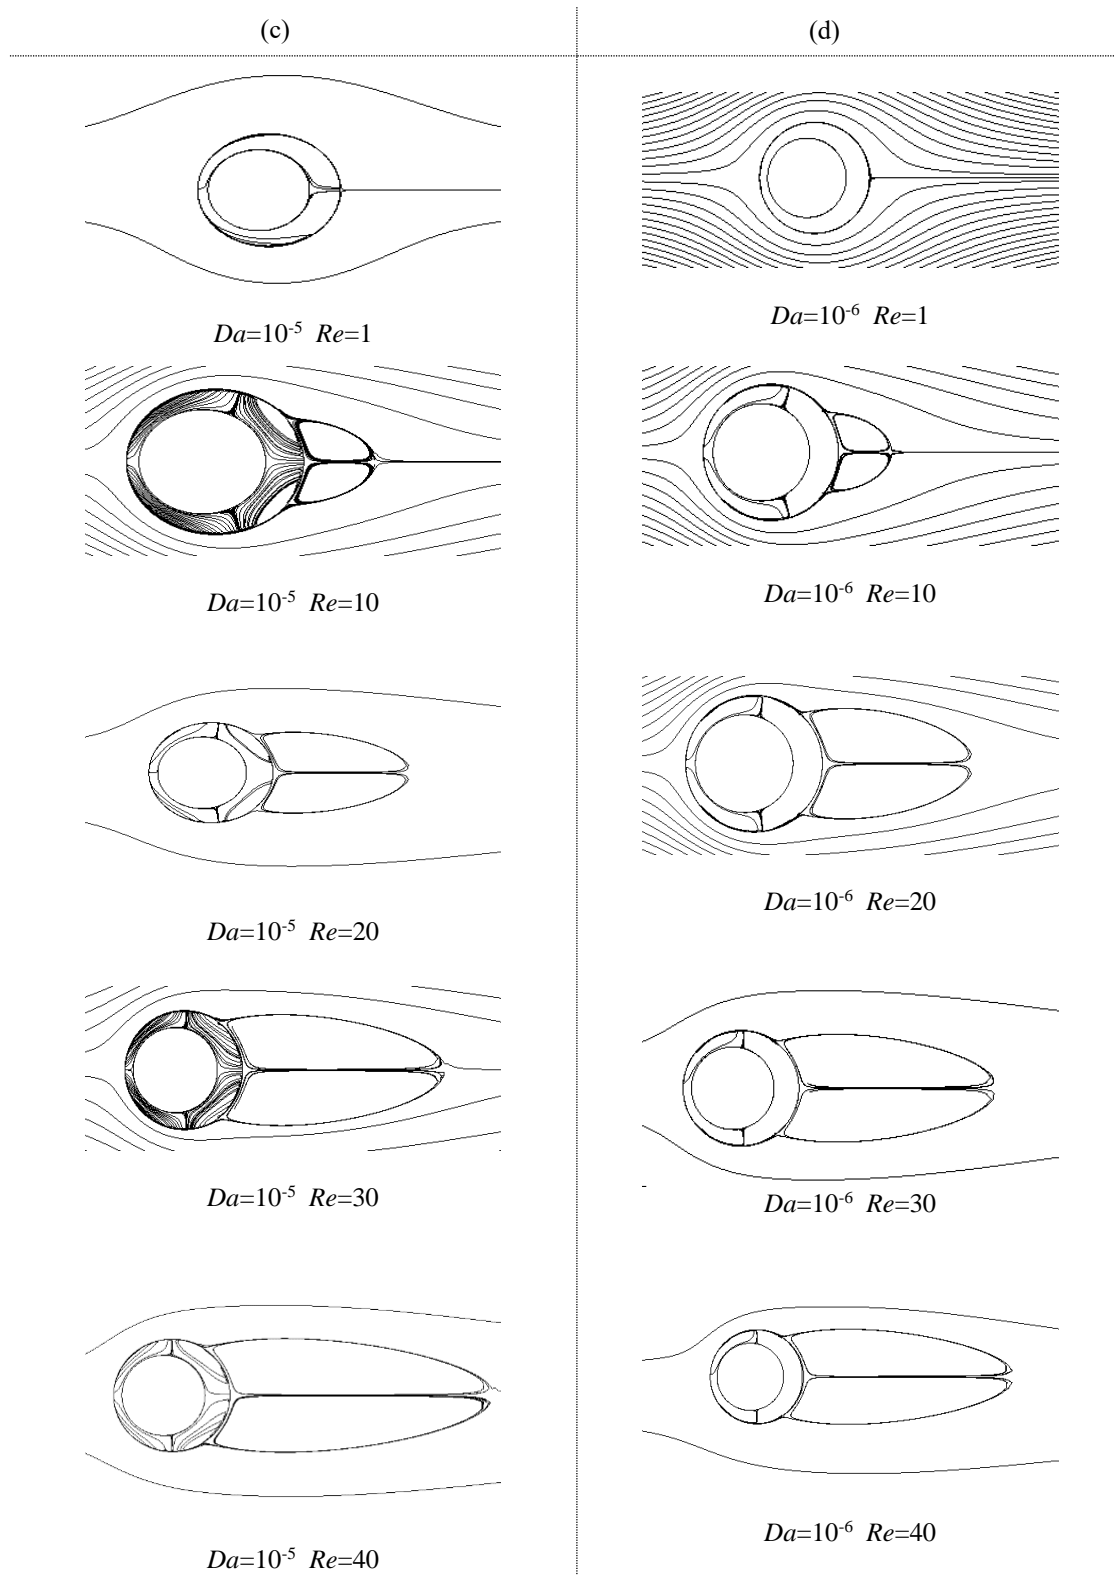 (c) (d)
Da=10⁻⁵ Re=1
Da=10⁻⁶ Re=1
Da=10⁻⁵ Re=10
Da=10⁻⁶ Re=10
Da=10⁻⁵ Re=20
Da=10⁻⁶ Re=20
Da=10⁻⁵ Re=30
Da=10⁻⁶ Re=30
Da=10⁻⁵ Re=40
Da=10⁻⁶ Re=40